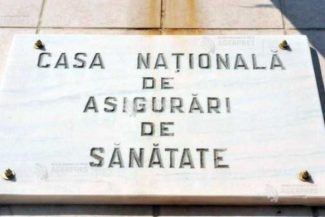 CASA NAȚIONALĂ
DE
ASIGURĂRI
DE
SĂNĂTATE